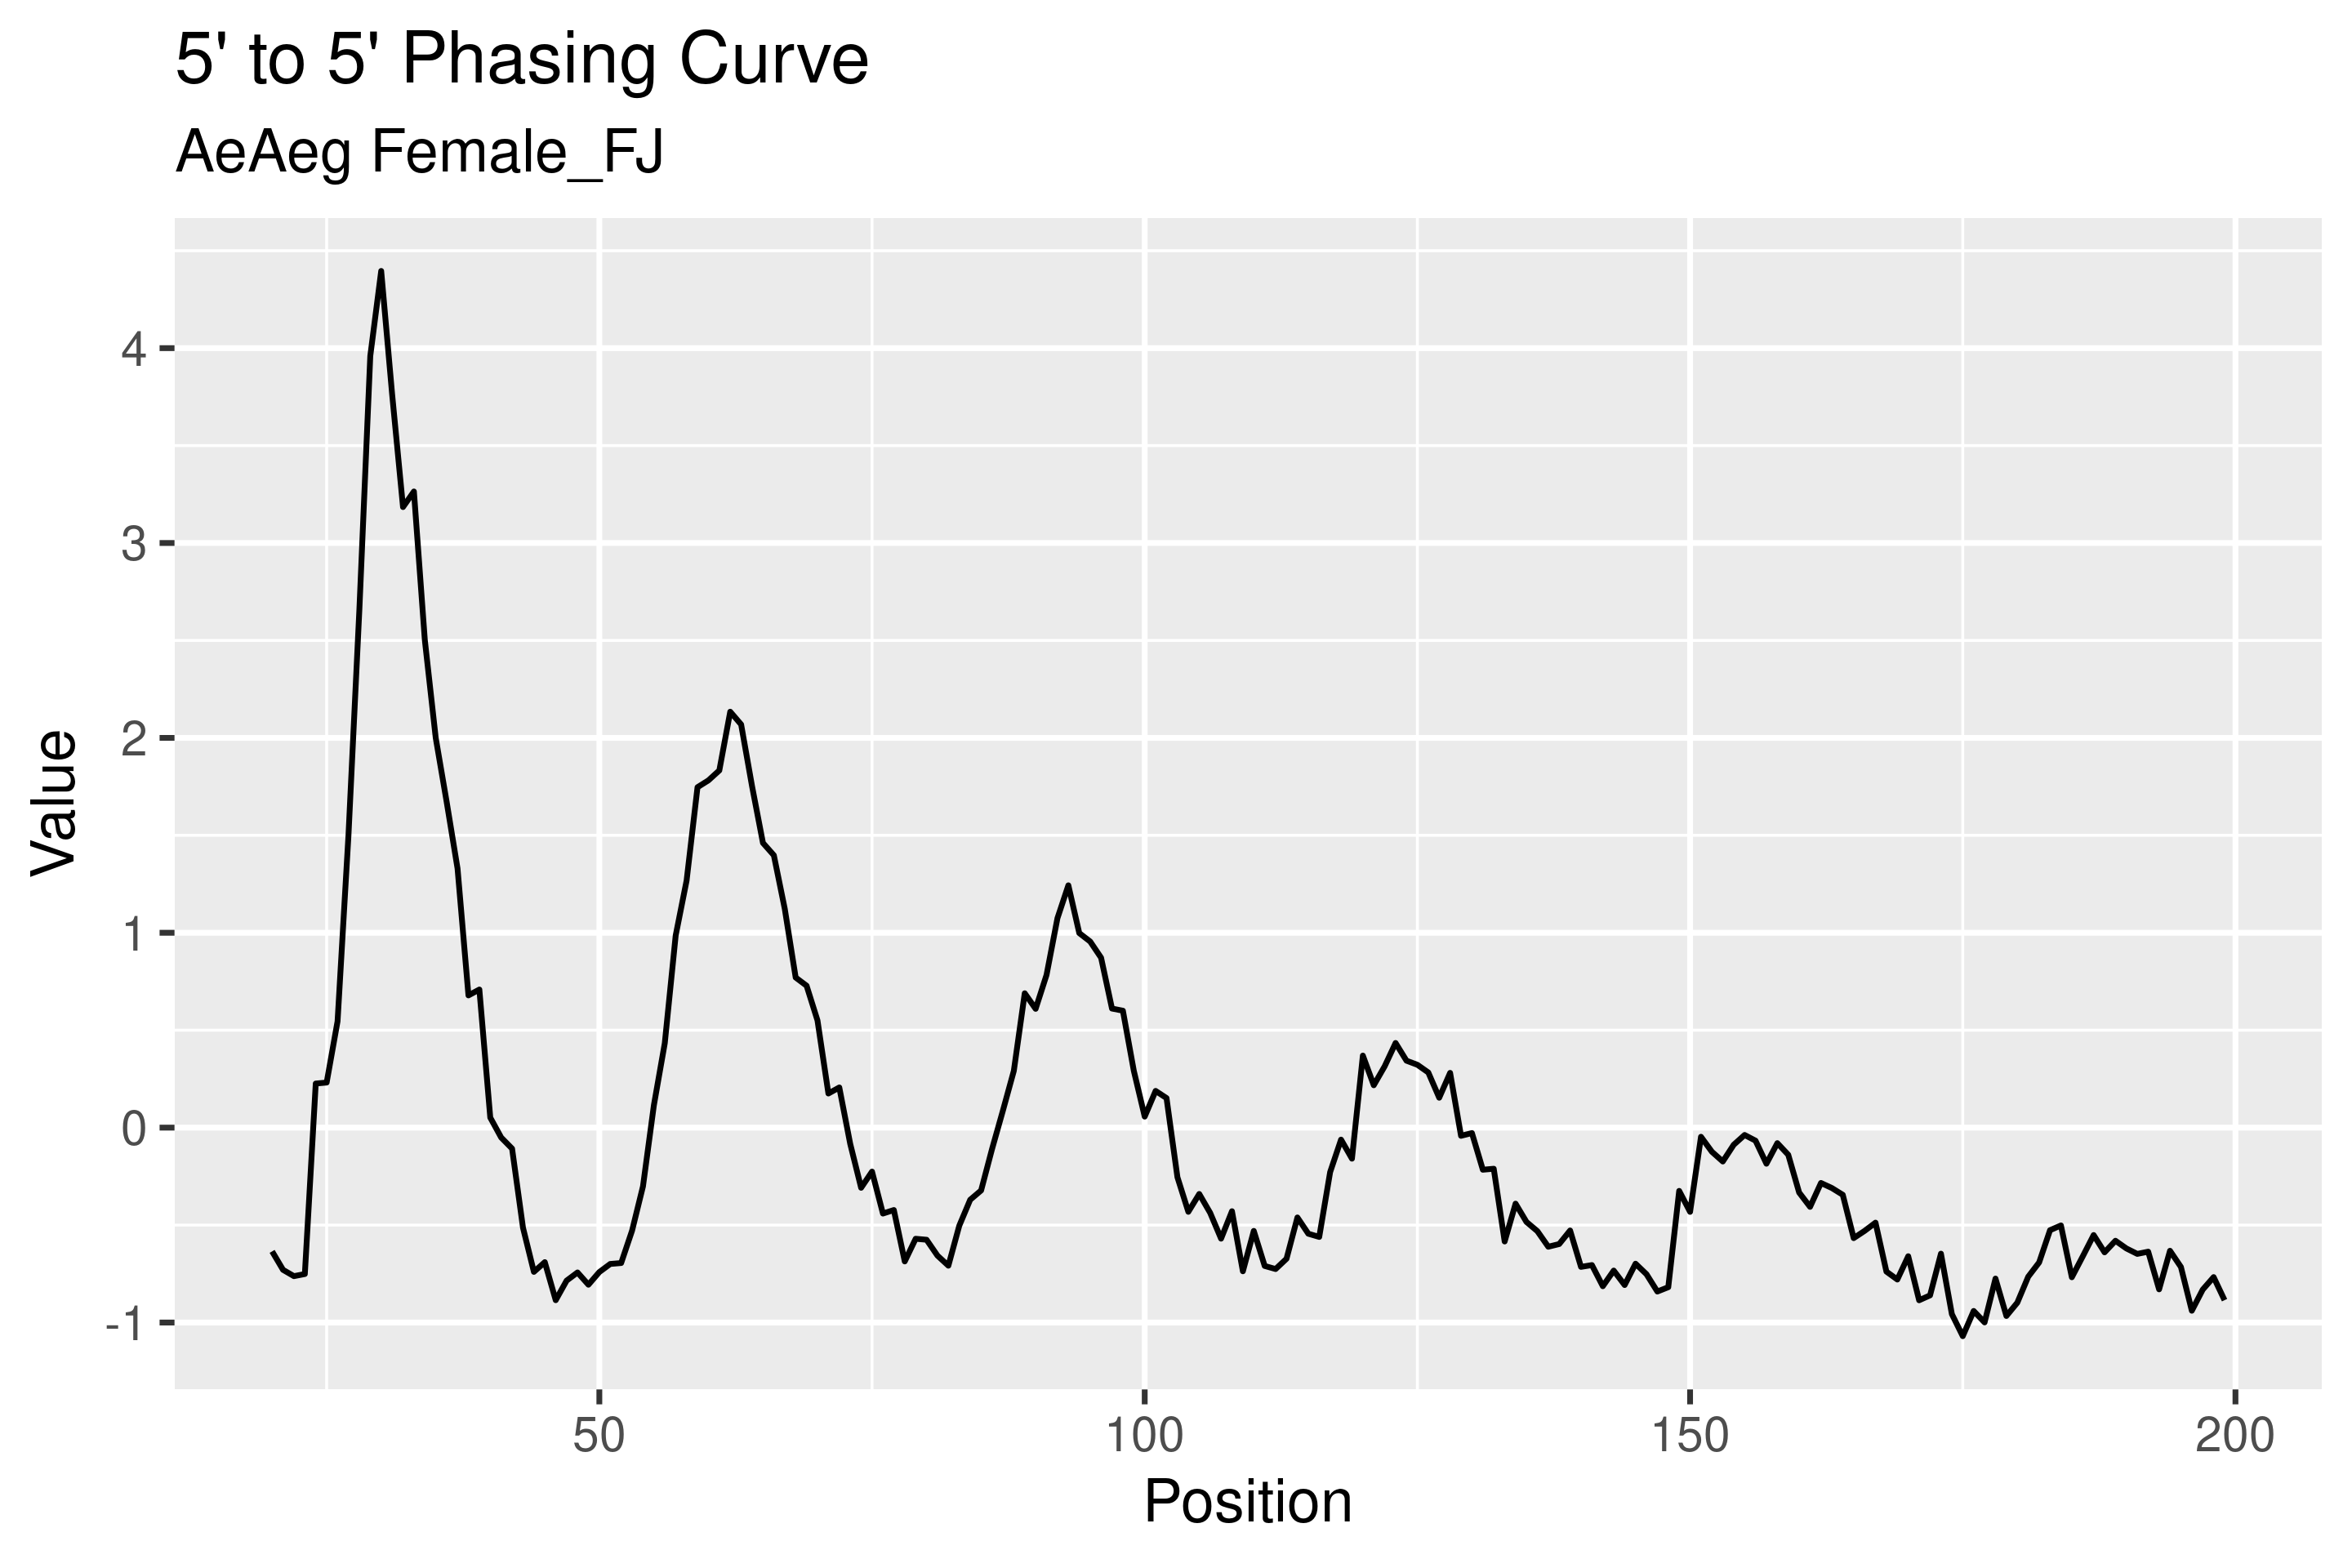 5' to 5' Phasing Curve
AeAeg Female_FJ
Value
4
3
2
1
0
-1
50 100 150 200
Position